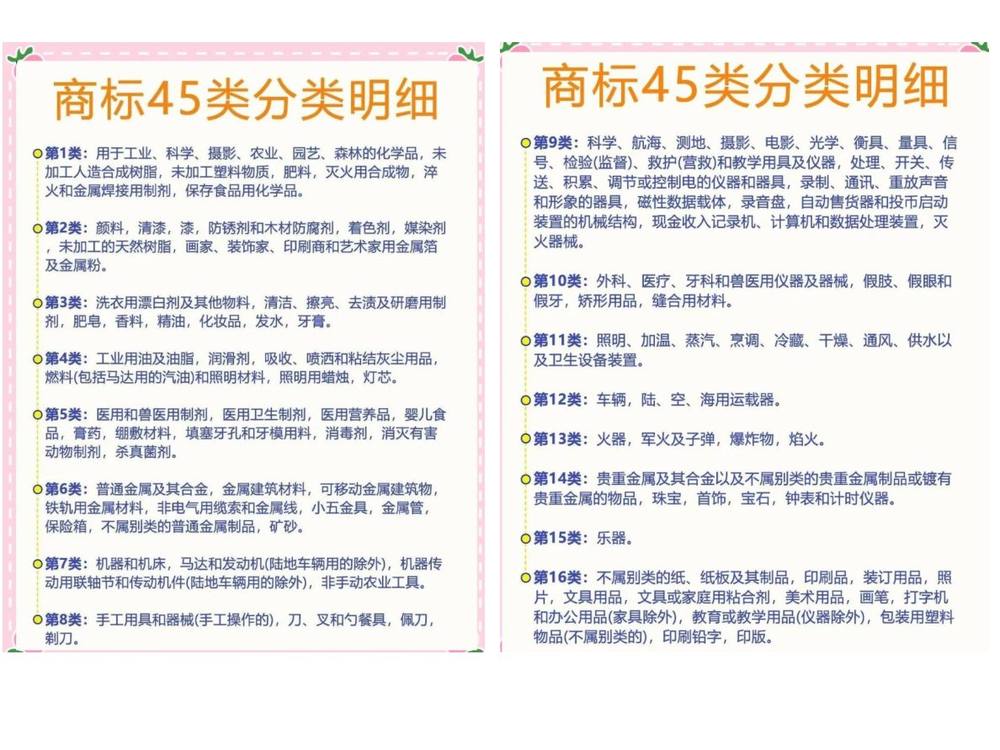 商标45类分类明细
第1类：用于工业、科学、摄影、农业、园艺、森林的化学品，未
加工人造合成树脂，未加工塑料物质，肥料，灭火用合成物，淬
火和金属焊接用制剂，保存食品用化学品。
第2类：颜料，清漆，漆，防锈剂和木材防腐剂，着色剂，媒染剂
，未加工的天然树脂，画家、装饰家、印刷商和艺术家用金属箔
及金属粉。
第3类：洗衣用漂白剂及其他物料，清洁、擦亮、去渍及研磨用制
剂，肥皂，香料，精油，化妆品，发水，牙膏。
第4类：工业用油及油脂，润滑剂，吸收、喷洒和粘结灰尘用品，
燃料(包括马达用的汽油)和照明材料，照明用蜡烛，灯芯。
第5类：医用和兽医用制剂，医用卫生制剂，医用营养品，婴儿食
品，膏药，绷敷材料，填塞牙孔和牙模用料，消毒剂，消灭有害
动物制剂，杀真菌剂。
第6类：普通金属及其合金，金属建筑材料，可移动金属建筑物，
铁轨用金属材料，非电气用缆索和金属线，小五金具，金属管，
保险箱，不属别类的普通金属制品，矿砂。
第7类：机器和机床，马达和发动机(陆地车辆用的除外)，机器传
动用联轴节和传动机件(陆地车辆用的除外)，非手动农业工具。
第8类：手工用具和器械(手工操作的)，刀、叉和勺餐具，佩刀，
剃刀。
商标45类分类明细
第9类：科学、航海、测地、摄影、电影、光学、衡具、量具、信
号、检验(监督)、救护(营救)和教学用具及仪器，处理、开关、传
送、积累、调节或控制电的仪器和器具，录制、通讯、重放声音
和形象的器具，磁性数据载体，录音盘，自动售货器和投币启动
装置的机械结构，现金收入记录机、计算机和数据处理装置，灭
火器械。
第10类：外科、医疗、牙科和兽医用仪器及器械，假肢、假眼和
假牙，矫形用品，缝合用材料。
第11类：照明、加温、蒸汽、烹调、冷藏、干燥、通风、供水以
及卫生设备装置。
第12类：车辆，陆、空、海用运载器。
第13类：火器，军火及子弹，爆炸物，焰火。
第14类：贵重金属及其合金以及不属别类的贵重金属制品或镀有
贵重金属的物品，珠宝，首饰，宝石，钟表和计时仪器。
第15类：乐器。
第16类：不属别类的纸、纸板及其制品，印刷品，装订用品，照
片，文具用品，文具或家庭用粘合剂，美术用品，画笔，打字机
和办公用品(家具除外)，教育或教学用品(仪器除外)，包装用塑料
物品(不属别类的)，印刷铅字，印版。